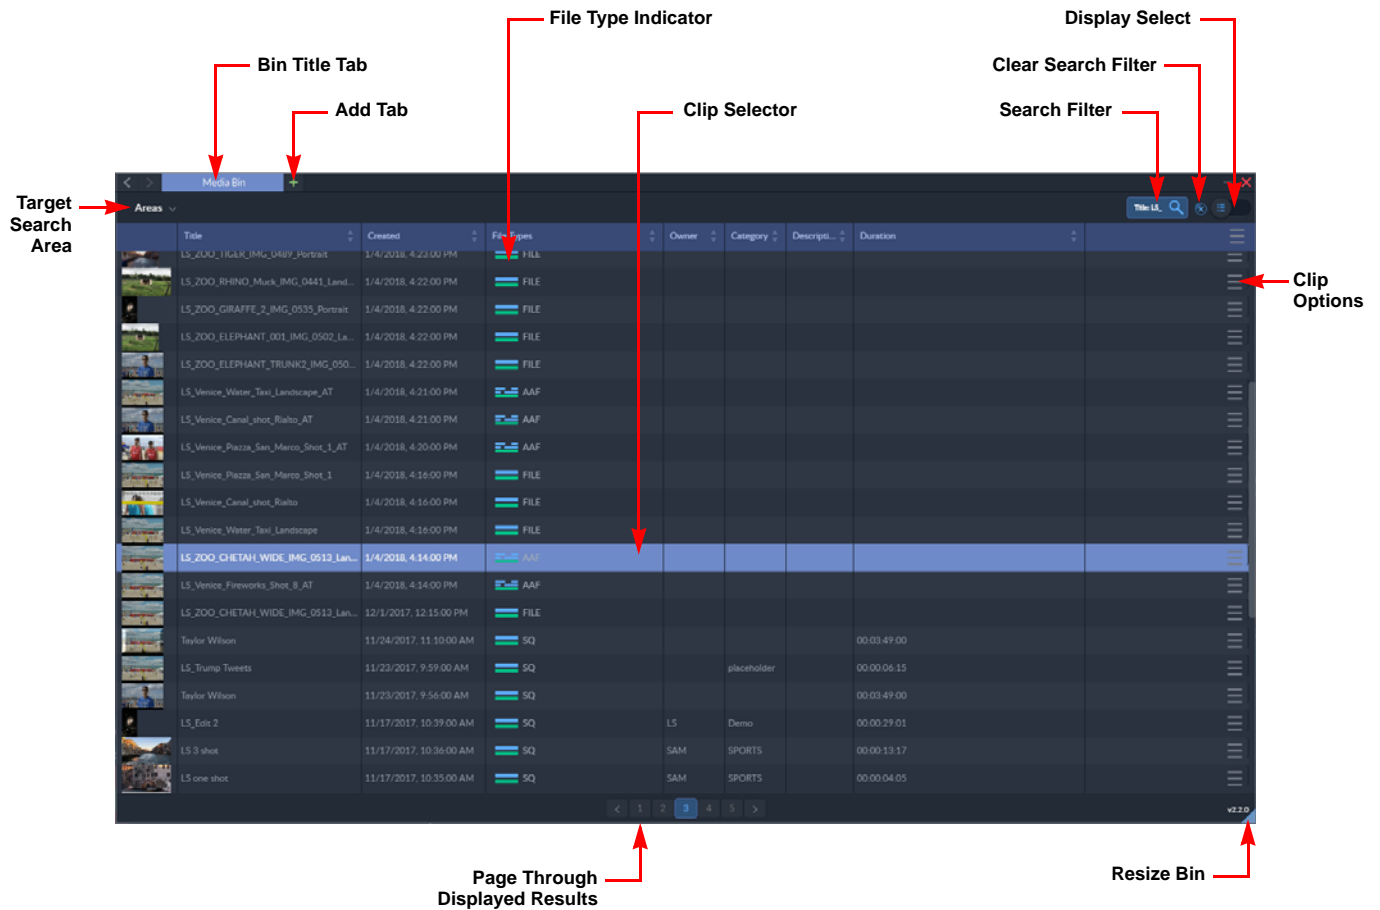 File Type Indicator
Display Select
Bin Title Tab
Clear Search Filter
Add Tab
Clip Selector
Search Filter
Media Bin
Target
Search
Area
Areas
Title: LS_
Title Created File Types Owner Category Descripti... Duration
LS_ZOO_TIGER_IMG_0489_Portrait 1/4/2018, 4:23:00 PM FILE
LS_ZOO_RHINO_Muck_IMG_0441_Land... 1/4/2018, 4:22:00 PM FILE
Clip
Options
LS_ZOO_GIRAFFE_2_IMG_0535_Portrait 1/4/2018, 4:22:00 PM FILE
LS_ZOO_ELEPHANT_001_IMG_0502_La... 1/4/2018, 4:22:00 PM FILE
LS_ZOO_ELEPHANT_TRUNK2_IMG_050... 1/4/2018, 4:22:00 PM FILE
LS_Venice_Water_Taxi_Landscape_AT 1/4/2018, 4:21:00 PM AAF
LS_Venice_Canal_shot_Rialto_AT 1/4/2018, 4:21:00 PM AAF
LS_Venice_Piazza_San_Marco_Shot_1_AT 1/4/2018, 4:20:00 PM AAF
LS_Venice_Piazza_San_Marco_Shot_1 1/4/2018, 4:16:00 PM FILE
LS_Venice_Canal_shot_Rialto 1/4/2018, 4:16:00 PM FILE
LS_Venice_Water_Taxi_Landscape 1/4/2018, 4:16:00 PM FILE
LS_ZOO_CHETAH_WIDE_IMG_0513_Lan... 1/4/2018, 4:14:00 PM AAF
LS_Venice_Fireworks_Shot_8_AT 1/4/2018, 4:14:00 PM AAF
LS_ZOO_CHETAH_WIDE_IMG_0513_Lan... 12/1/2017, 12:15:00 PM FILE
Taylor Wilson 11/24/2017, 11:10:00 AM SQ 00:03:49:00
LS_Trump Tweets 11/23/2017, 9:59:00 AM SQ placeholder 00:00:06:15
Taylor Wilson 11/23/2017, 9:56:00 AM SQ 00:03:49:00
LS_Edit 2 11/17/2017, 10:39:00 AM SQ LS Demo 00:00:29:01
LS 3 shot 11/17/2017, 10:36:00 AM SQ SAM SPORTS 00:00:13:17
LS one shot 11/17/2017, 10:35:00 AM SQ SAM SPORTS 00:00:04:05
< 1 2 3 4 5 >
v2.2.0
Page Through
Displayed Results
Resize Bin